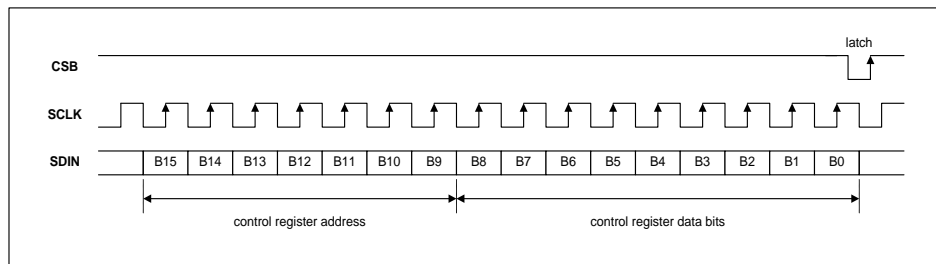 latch
CSB
SCLK
SDIN B15 B14 B13 B12 B11 B10 B9 B8 B7 B6 B5 B4 B3 B2 B1 B0
control register address control register data bits